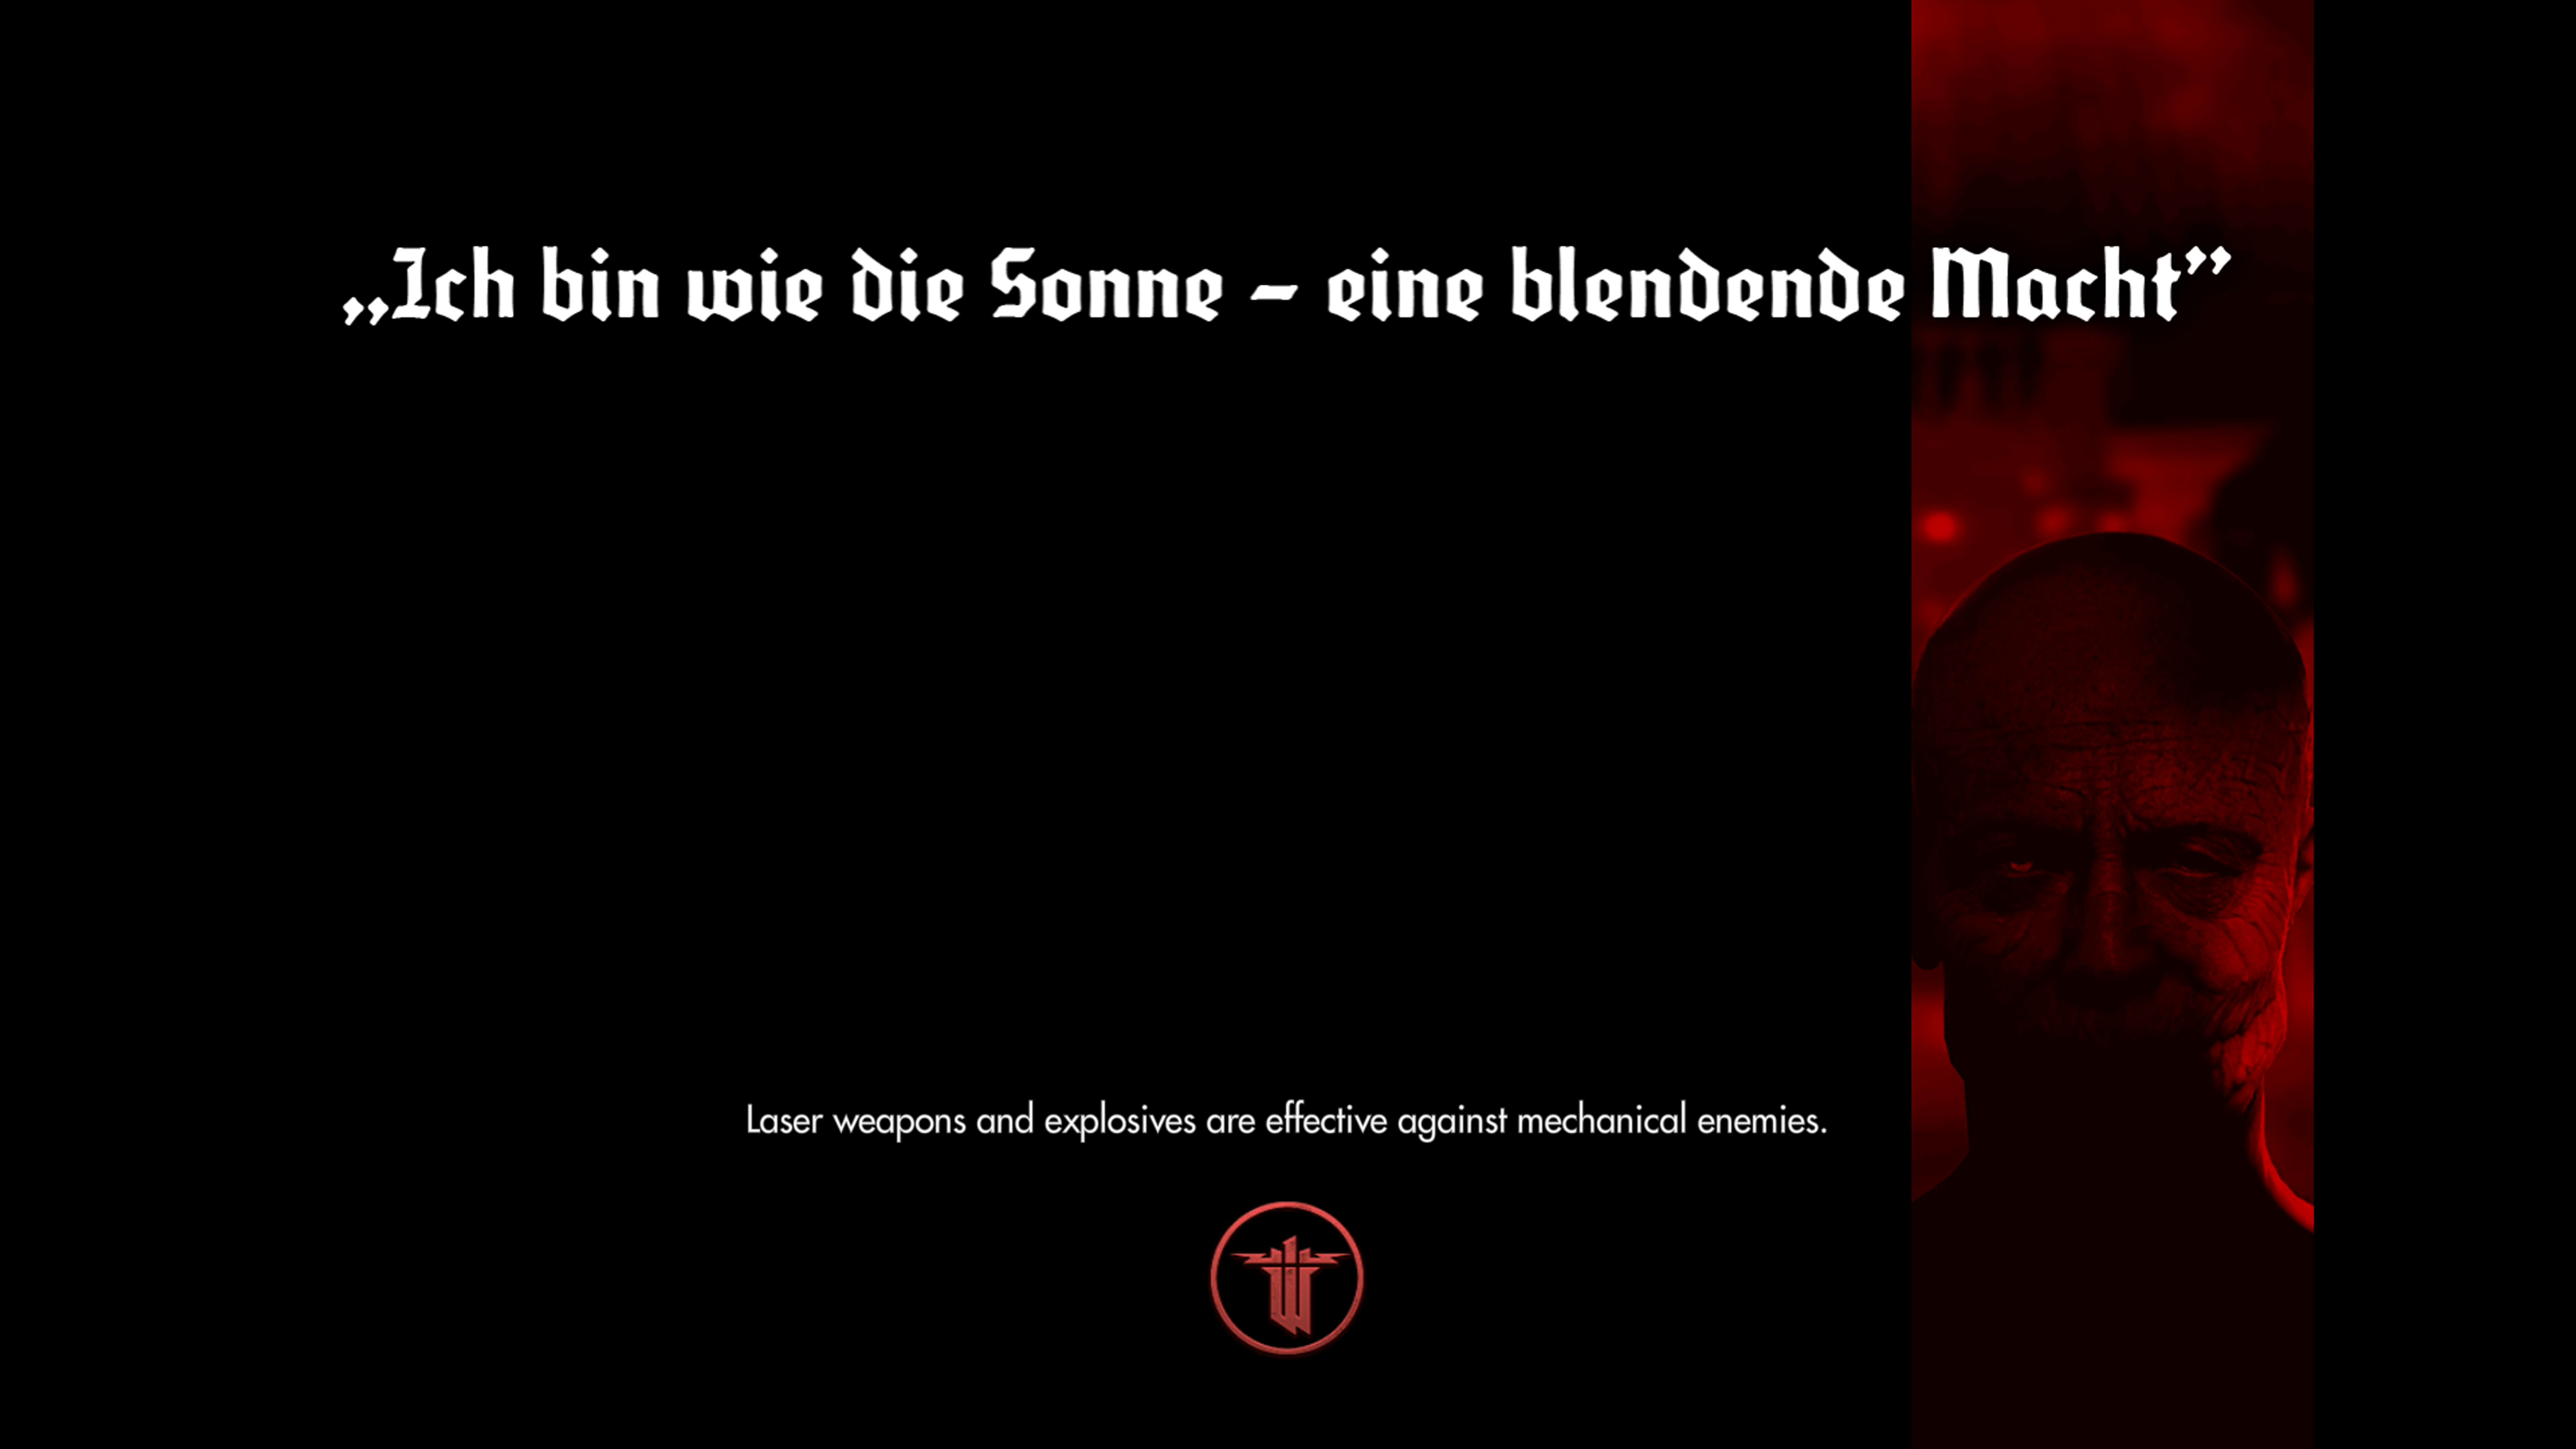 „Ich bin wie die Sonne – eine blendende Macht”
Laser weapons and explosives are effective against mechanical enemies.